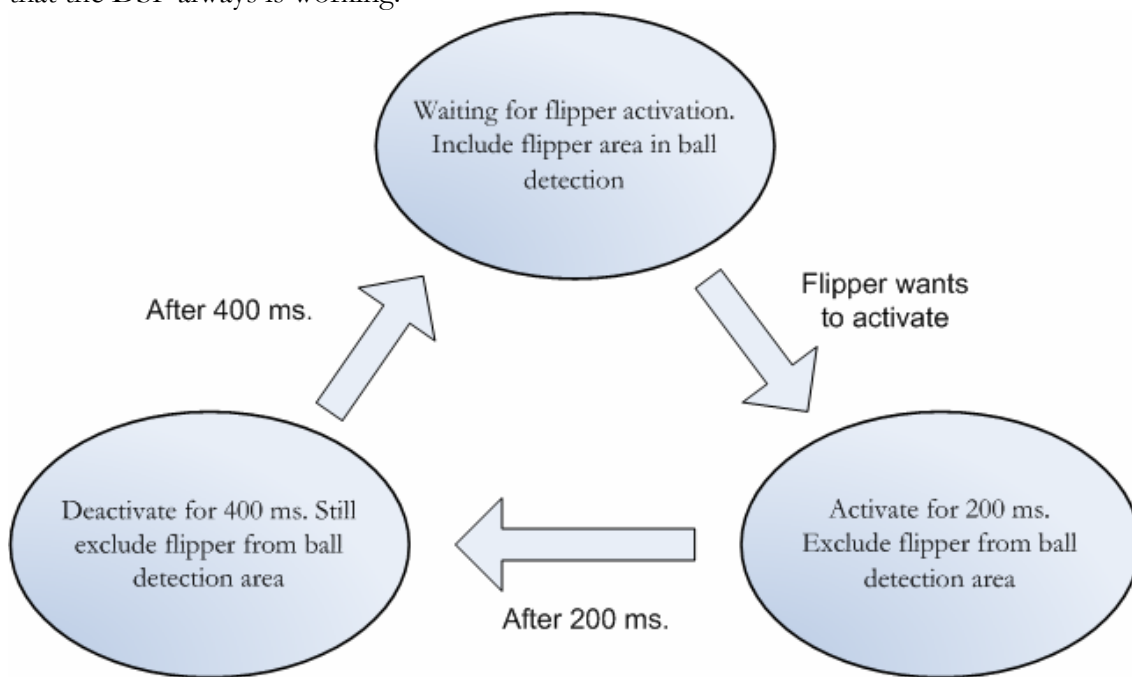 that the DSP always is working.
Waiting for flipper activation.
Include flipper area in ball
detection
After 400 ms.
Flipper wants
to activate
Deactivate for 400 ms. Still
exclude flipper from ball
detection area
Activate for 200 ms.
Exclude flipper from ball
detection area
After 200 ms.